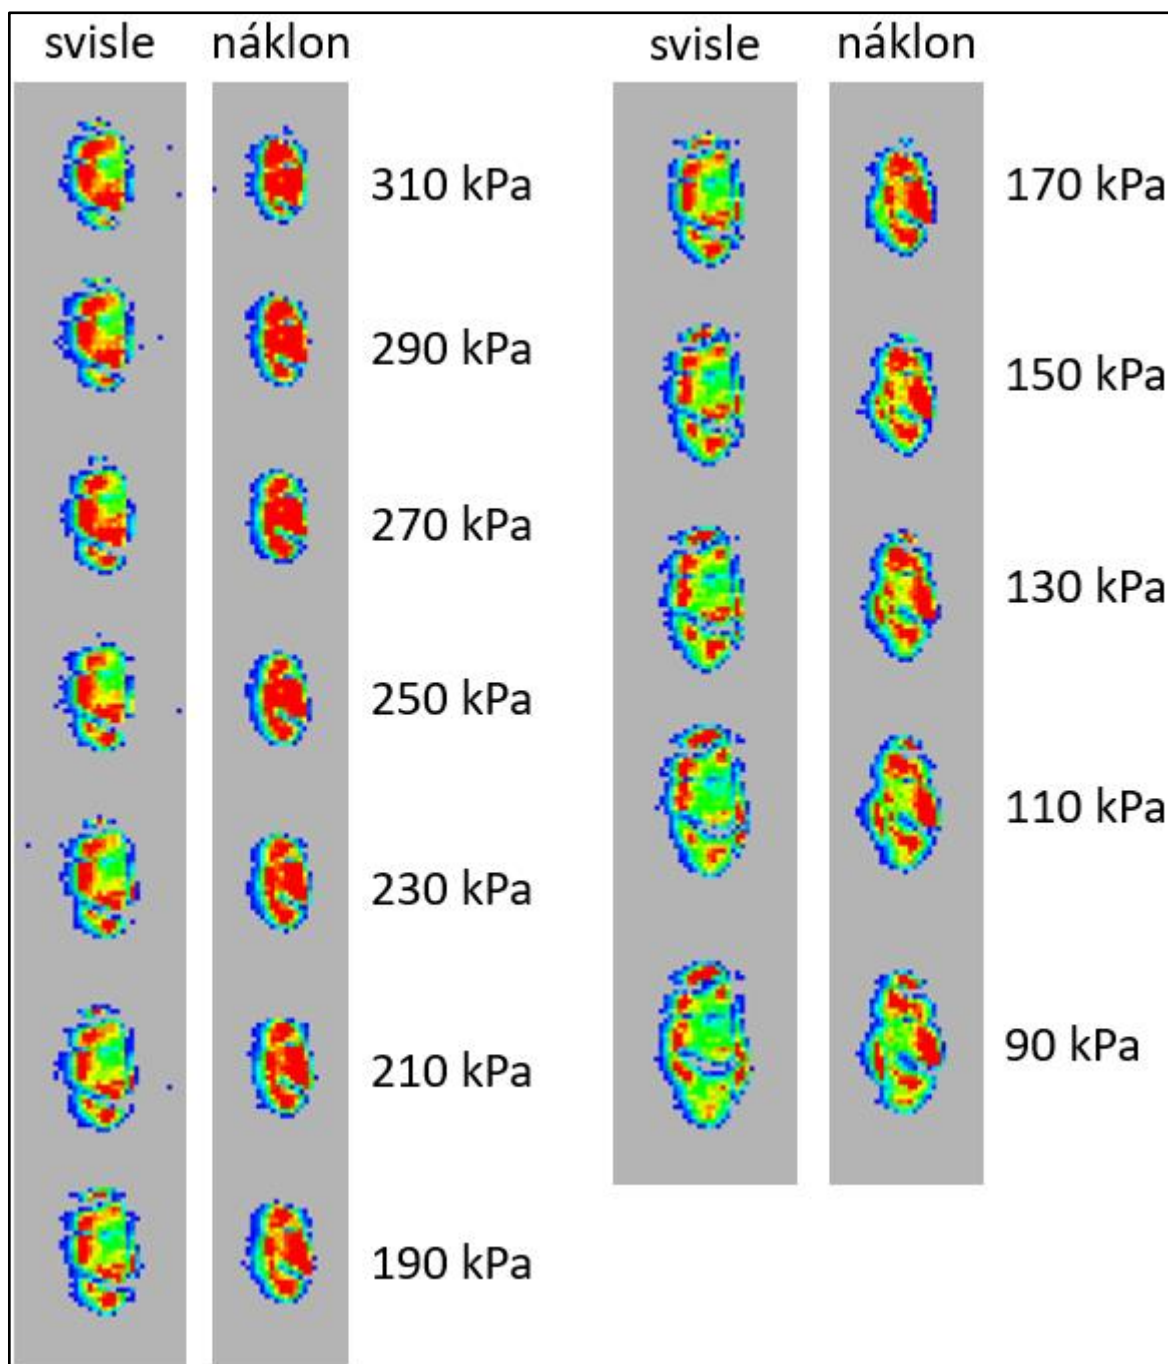 svisle náklon
310 kPa
290 kPa
270 kPa
250 kPa
230 kPa
210 kPa
190 kPa
svisle náklon
170 kPa
150 kPa
130 kPa
110 kPa
90 kPa